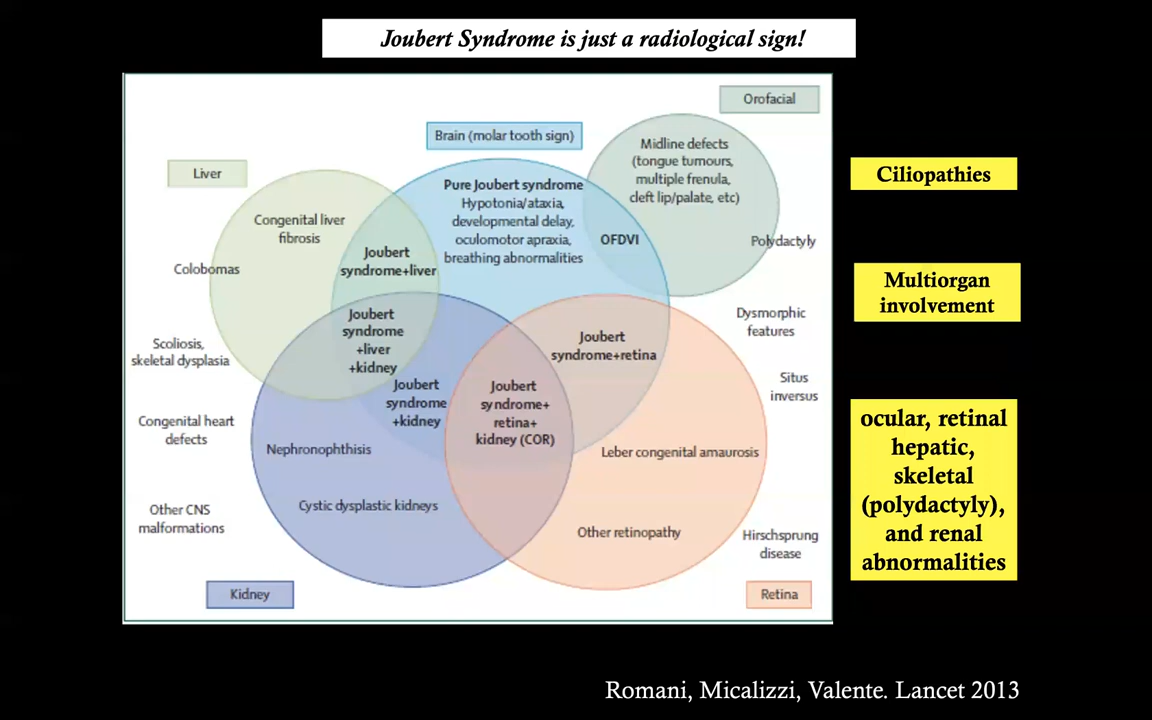 Joubert Syndrome is just a radiological sign!
Orofacial
Brain (molar tooth sign)
Liver
Midline defects
(tongue tumours,
multiple frenula,
cleft lip/palate, etc)
Pure Joubert syndrome
Hypotonia/ataxia,
developmental delay,
oculomotor apraxia,
breathing abnormalities
OFDVI
Polydactyly
Congenital liver
fibrosis
Colobomas
Joubert
syndrome+liver
Joubert
syndrome
+liver
+kidney
Dysmorphic
features
Scoliosis,
skeletal dysplasia
Joubert
syndrome+retina
Situs
inversus
Joubert
syndrome
+kidney
Joubert
syndrome+
retina+
kidney (COR)
Congenital heart
defects
Nephronophthisis
Leber congenital amaurosis
Cystic dysplastic kidneys
Other CNS
malformations
Other retinopathy
Hirschsprung
disease
Kidney
Retina
Ciliopathies
Multiorgan
involvement
ocular, retinal
hepatic,
skeletal
(polydactyly),
and renal
abnormalities
Romani, Micalizzi, Valente. Lancet 2013